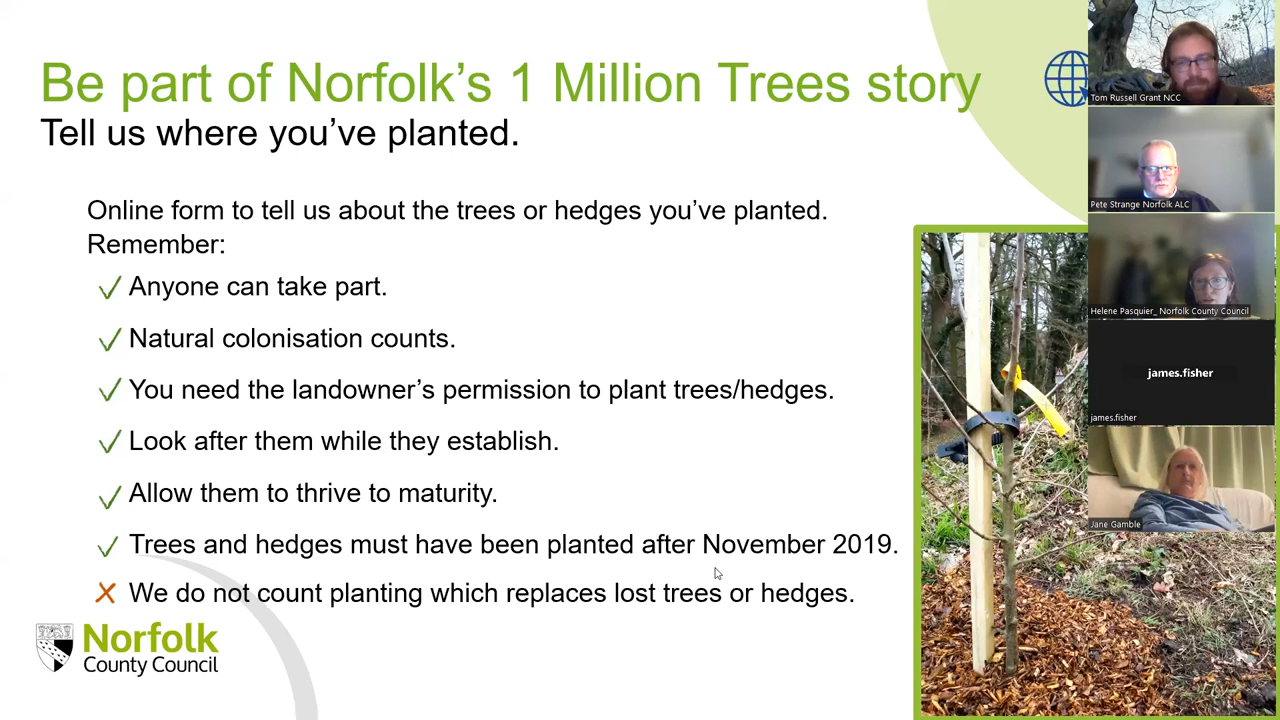 Be part of Norfolk’s 1 Million Trees story
Tell us where you’ve planted.
Online form to tell us about the trees or hedges you’ve planted.
Remember:
Anyone can take part.
Natural colonisation counts.
You need the landowner’s permission to plant trees/hedges.
Look after them while they establish.
Allow them to thrive to maturity.
Trees and hedges must have been planted after November 2019.
We do not count planting which replaces lost trees or hedges.
Norfolk
County Council
Tom Russell Grant NCC
Pete Strange Norfolk ALC
Helene Pasquier_ Norfolk County Council
james.fisher
james.fisher
Jane Gamble